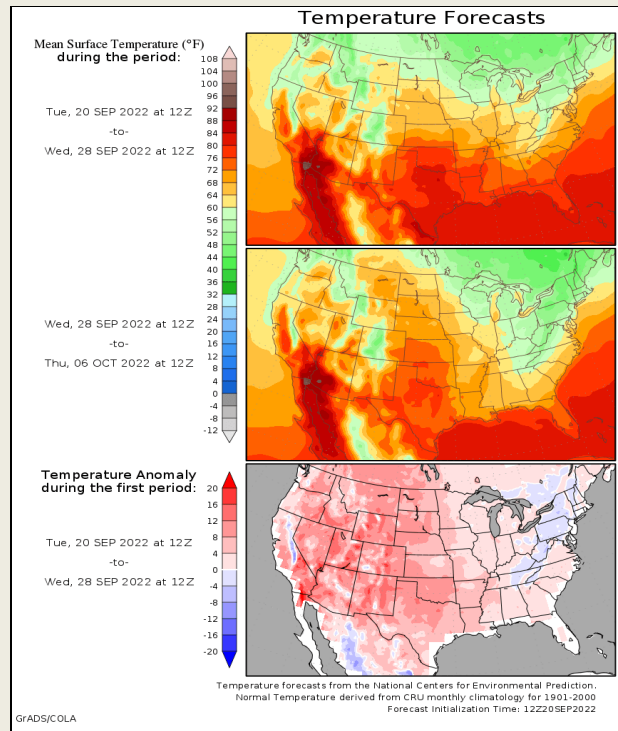 Temperature Forecasts
Mean Surface Temperature (°F)
during the period:
108
104
100
96
92
88
84
80
76
72
68
64
60
56
52
48
44
40
36
32
28
24
20
16
12
8
4
0
-4
-8
-12
Tue, 20 SEP 2022 at 12Z
-to-
Wed, 28 SEP 2022 at 12Z
Wed, 28 SEP 2022 at 12Z
-to-
Thu, 06 OCT 2022 at 12Z
Temperature Anomaly
during the first period:
20
16
12
8
4
0
-4
-8
-12
-16
-20
Tue, 20 SEP 2022 at 12Z
-to-
Wed, 28 SEP 2022 at 12Z
Temperature forecasts from the National Centers for Environmental Prediction.
Normal Temperature derived from CRU monthly climatology for 1901-2000
Forecast Initialization Time: 12Z20SEP2022
GrADS/COLA